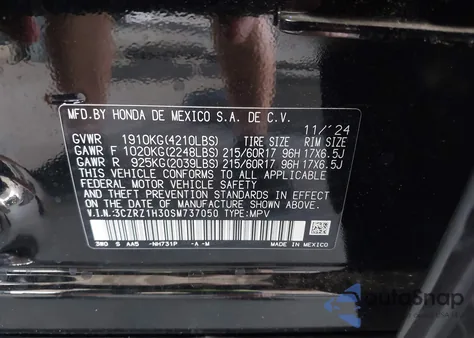 MFD.BY HONDA DE MEXICO S.A. DE C.V.
11/'24
GVWR 1910KG(4210LBS) TIRE SIZE RIM SIZE
GAWR F 1020KG(2248LBS) 215/60R17 96H 17X6.5J
GAWR R 925KG(2039LBS) 215/60R17 96H 17X6.5J
THIS VEHICLE CONFORMS TO ALL APPLICABLE
FEDERAL MOTOR VEHICLE SAFETY AND
THEFT PREVENTION STANDARDS IN EFFECT ON
THE DATE OF MANUFACTURE SHOWN ABOVE.
V.I.N.:3CZRZ1H30SM737050 TYPE:MPV
3W0 S AA5 -NH731P -A -M MADE IN MEXICO
AutoSnap